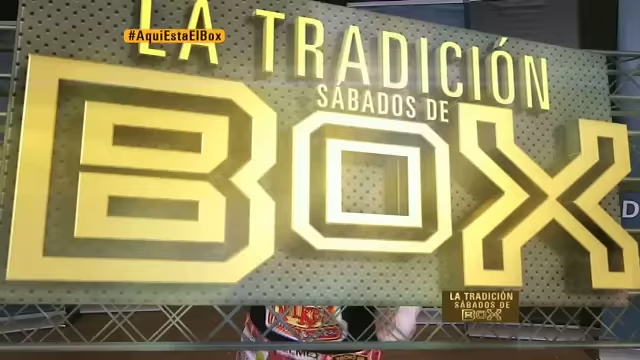 LA TRADICIÓN
#AquiEstaElBox
SÁBADOS DE
BOX
LA TRADICIÓN
SÁBADOS DE
BOX